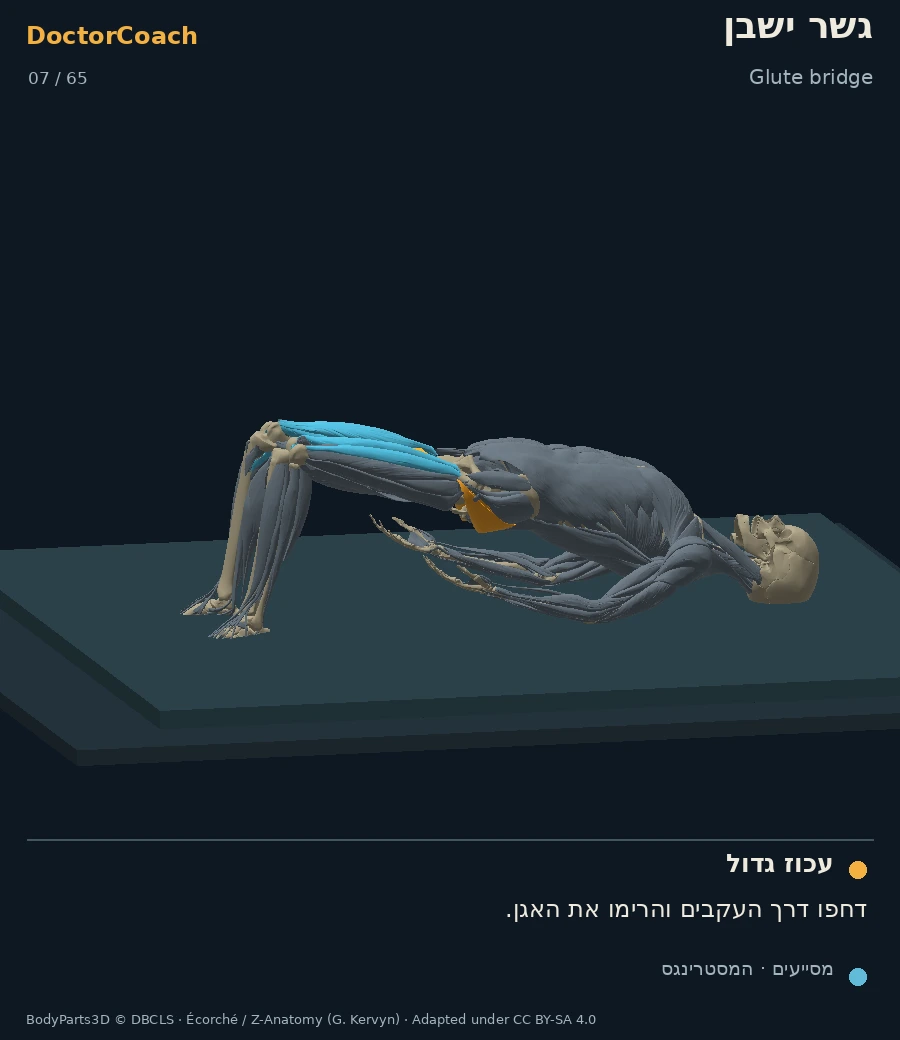 DoctorCoach
גשר ישבן
07 / 65
Glute bridge
עכוז גדול
דחפו דרך העקבים והרימו את האגן.
מסייעים · המסטרינגס
BodyParts3D © DBCLS · Écorché / Z-Anatomy (G. Kervyn) · Adapted under CC BY-SA 4.0